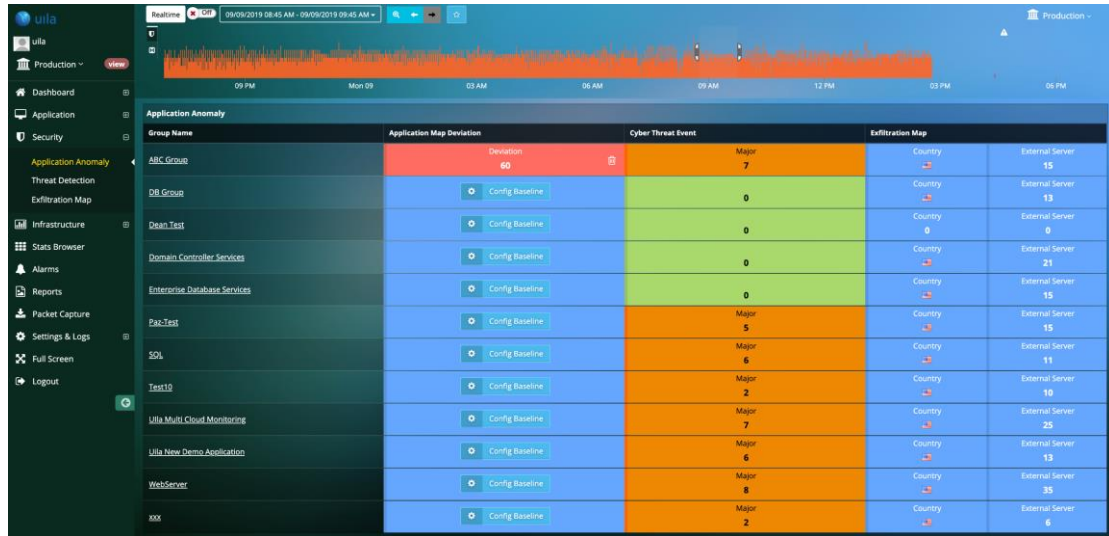 uila
Realtime Off 09/09/2019 08:45 AM - 09/09/2019 09:45 AM
Production
uila
Production view
09 PM Mon 09 03 AM 06 AM 09 AM 12 PM 03 PM 06 PM
Dashboard
Application
Security
Application Anomaly
Threat Detection
Exfiltration Map
Infrastructure
Stats Browser
Alarms
Reports
Packet Capture
Settings & Logs
Full Screen
Logout
Application Anomaly
Group Name Application Map Deviation Cyber Threat Event Exfiltration Map
ABC Group Deviation 60 Major 7 Country External Server 15
DB Group Config Baseline 0 Country External Server 13
Dean Test Config Baseline 0 Country 0 External Server 0
Domain Controller Services Config Baseline 0 Country External Server 21
Enterprise Database Services Config Baseline 0 Country External Server 15
Paz-Test Config Baseline Major 5 Country External Server 15
SQL Config Baseline Major 6 Country External Server 11
Test10 Config Baseline Major 2 Country External Server 10
Uila Multi Cloud Monitoring Config Baseline Major 7 Country External Server 25
Uila New Demo Application Config Baseline Major 6 Country External Server 13
WebServer Config Baseline Major 8 Country External Server 35
xxx Config Baseline Major 2 Country External Server 6